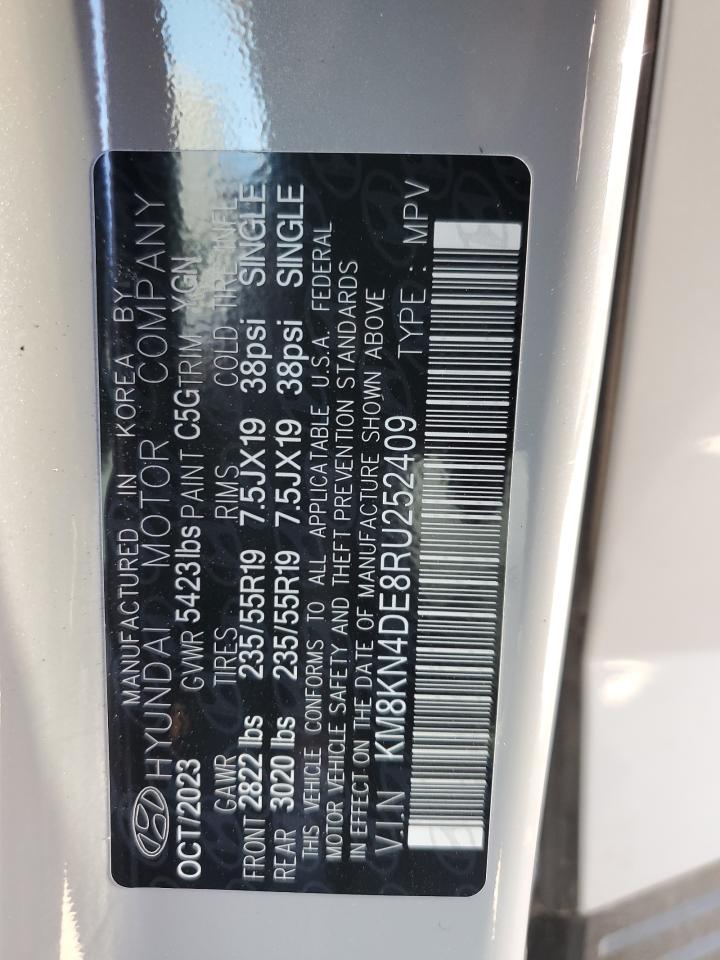 MANUFACTURED IN KOREA BY
HYUNDAI MOTOR COMPANY
OCT/2023 GVWR 5423lbs PAINT C5G TRIM YGN
GAWR TIRES RIMS COLD TIRE INFL
FRONT 2822 lbs 235/55R19 7.5JX19 38psi SINGLE
REAR 3020 lbs 235/55R19 7.5JX19 38psi SINGLE
THIS VEHICLE CONFORMS TO ALL APPLICATABLE U.S.A. FEDERAL
MOTOR VEHICLE SAFETY AND THEFT PREVENTION STANDARDS
IN EFFECT ON THE DATE OF MANUFACTURE SHOWN ABOVE
V.I.N KM8KN4DE8RU252409 TYPE : MPV